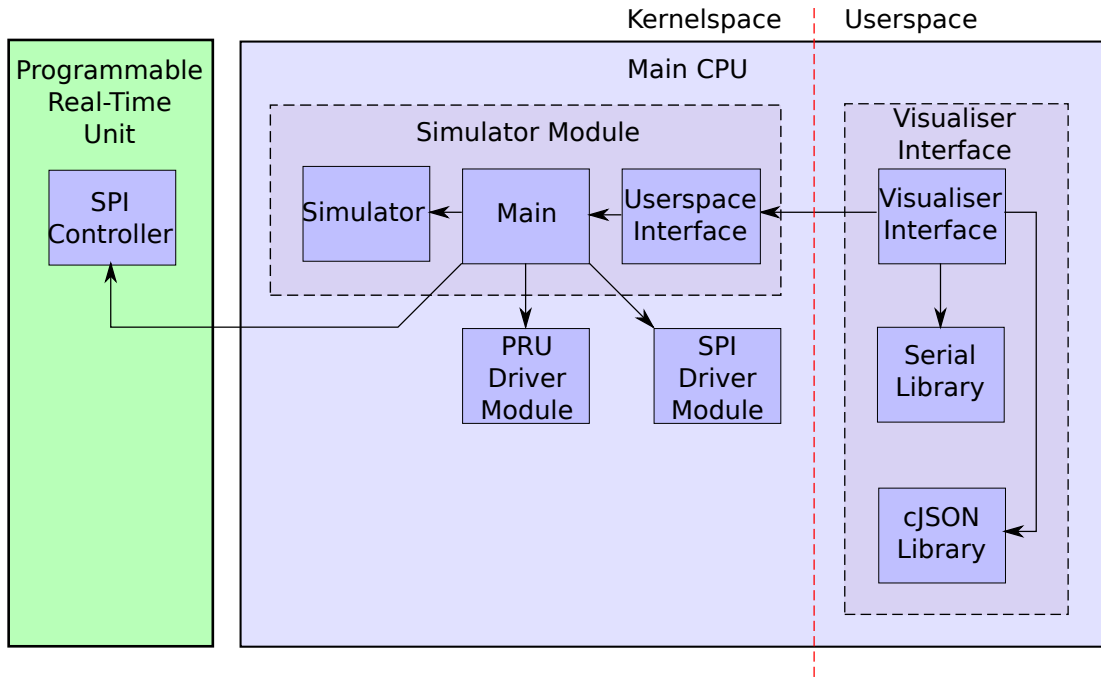 Kernelspace
Userspace
Programmable
Real-Time
Unit
SPI
Controller
Main CPU
Simulator Module
Simulator
Main
Userspace
Interface
PRU
Driver
Module
SPI
Driver
Module
Visualiser
Interface
Visualiser
Interface
Serial
Library
cJSON
Library